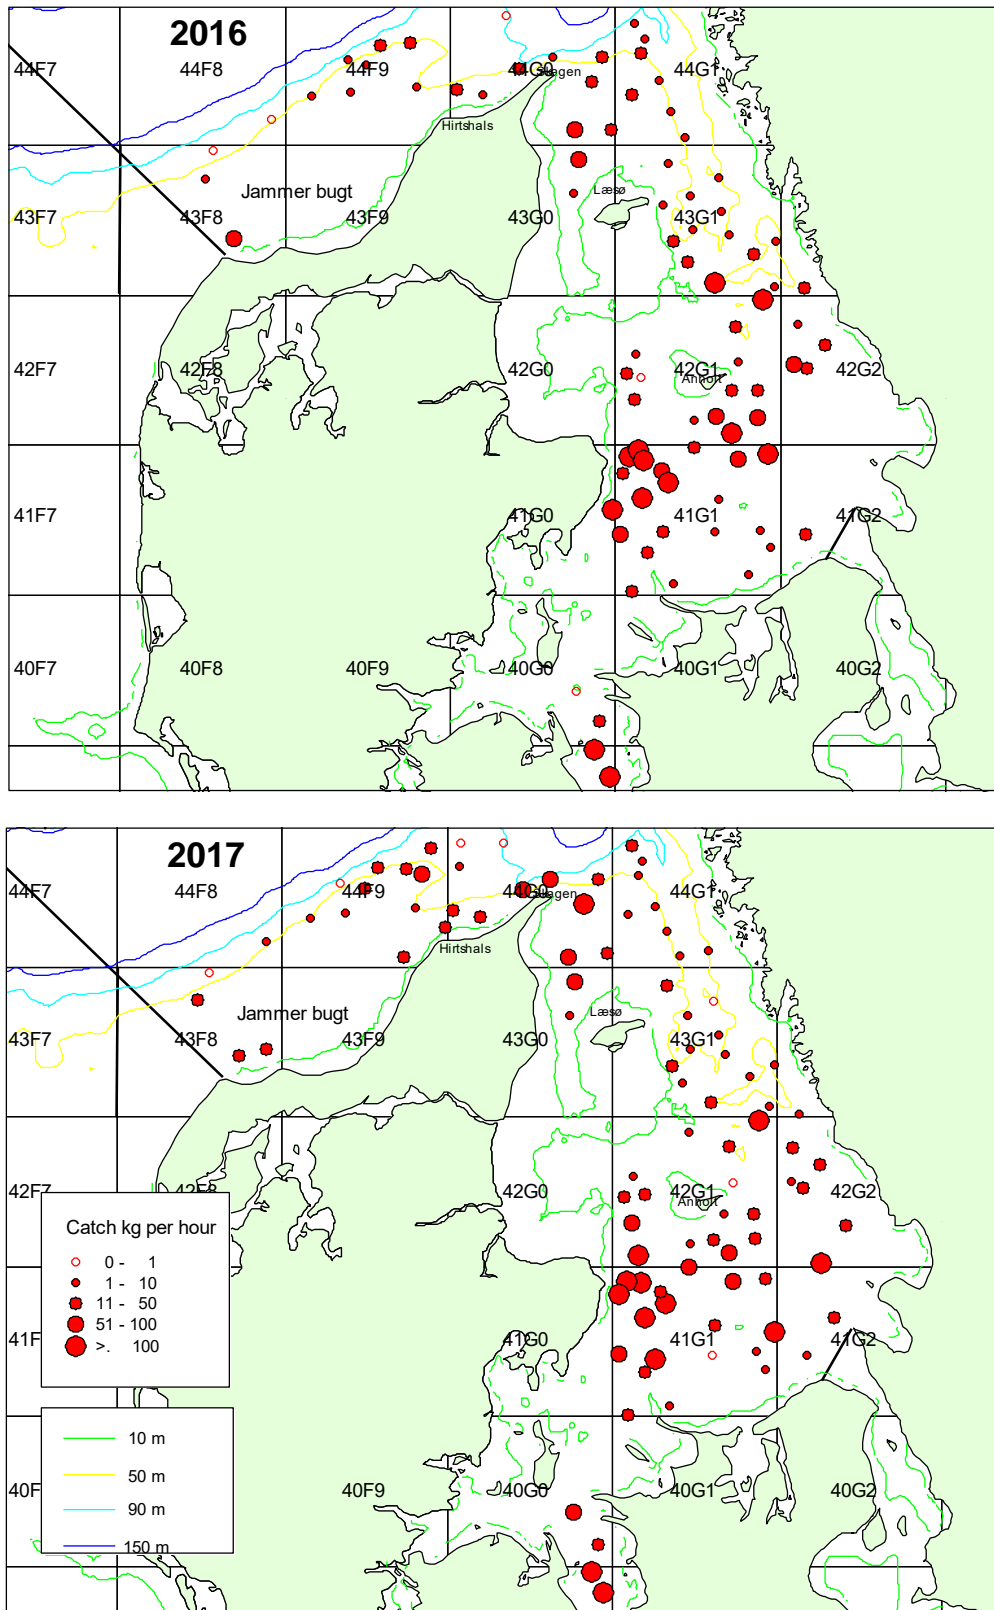 2016
44F7 44F8 44F9 44G0 44G1
Skagen
Hirtshals
Jammer bugt
Læsø
43F7 43F8 43F9 43G0 43G1
42F7 42F8 42G0 42G1 42G2
Anholt
41F7 41G0 41G1 41G2
40F7 40F8 40F9 40G0 40G1 40G2
2017
44F7 44F8 44F9 44G0 44G1
Skagen
Hirtshals
Jammer bugt
Læsø
43F7 43F8 43F9 43G0 43G1
42F7 42F8 42G0 42G1 42G2
Anholt
Catch kg per hour
0 - 1
1 - 10
11 - 50
51 - 100
>. 100
41F 41G0 41G1 41G2
10 m
50 m
90 m
150 m
40F 40F9 40G0 40G1 40G2